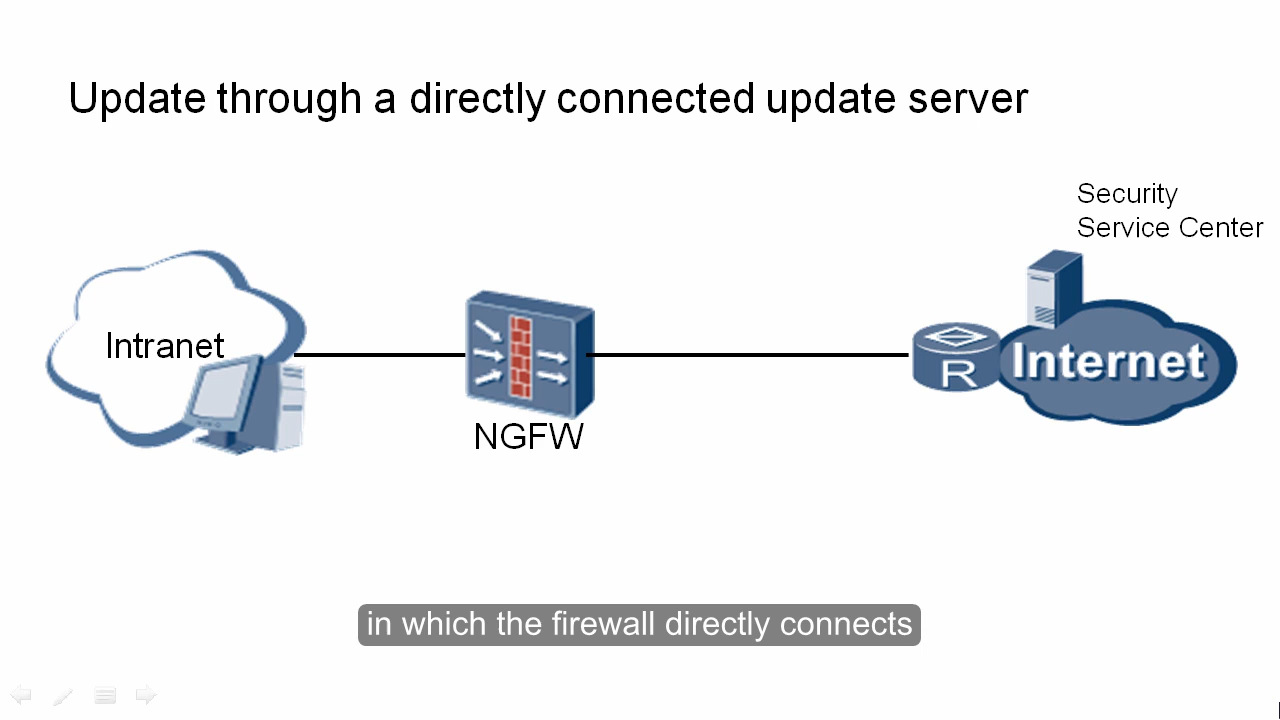 Update through a directly connected update server
Security
Service Center
Intranet
Internet
R
NGFW
in which the firewall directly connects